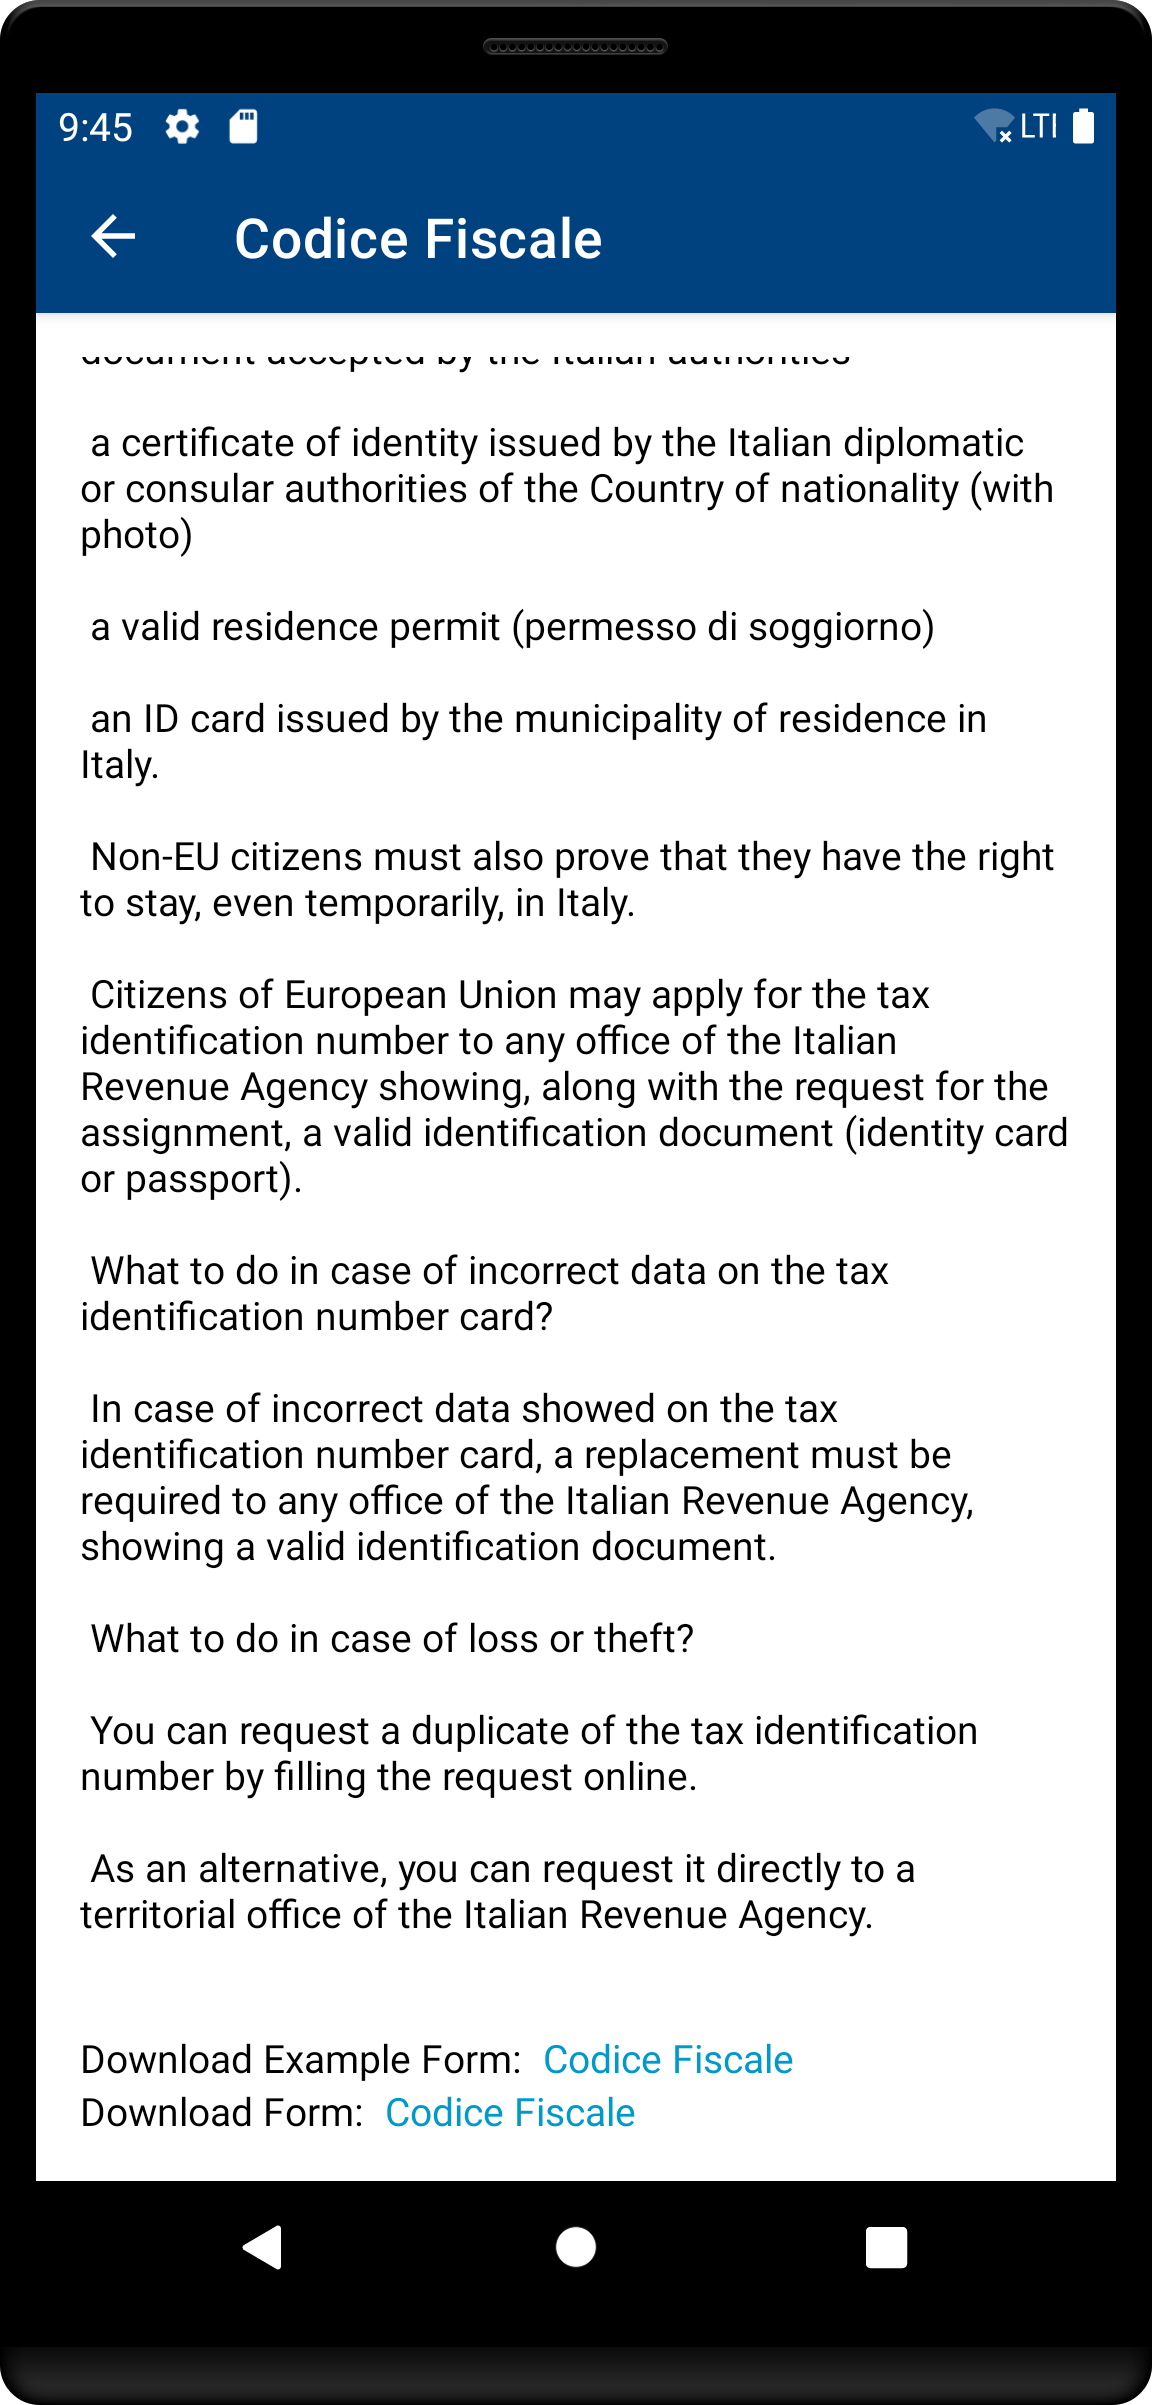 9:45
LTI
Codice Fiscale
document accepted by the Italian authorities
a certificate of identity issued by the Italian diplomatic
or consular authorities of the Country of nationality (with
photo)
a valid residence permit (permesso di soggiorno)
an ID card issued by the municipality of residence in
Italy.
Non-EU citizens must also prove that they have the right
to stay, even temporarily, in Italy.
Citizens of European Union may apply for the tax
identification number to any office of the Italian
Revenue Agency showing, along with the request for the
assignment, a valid identification document (identity card
or passport).
What to do in case of incorrect data on the tax
identification number card?
In case of incorrect data showed on the tax
identification number card, a replacement must be
required to any office of the Italian Revenue Agency,
showing a valid identification document.
What to do in case of loss or theft?
You can request a duplicate of the tax identification
number by filling the request online.
As an alternative, you can request it directly to a
territorial office of the Italian Revenue Agency.
Download Example Form: Codice Fiscale
Download Form: Codice Fiscale